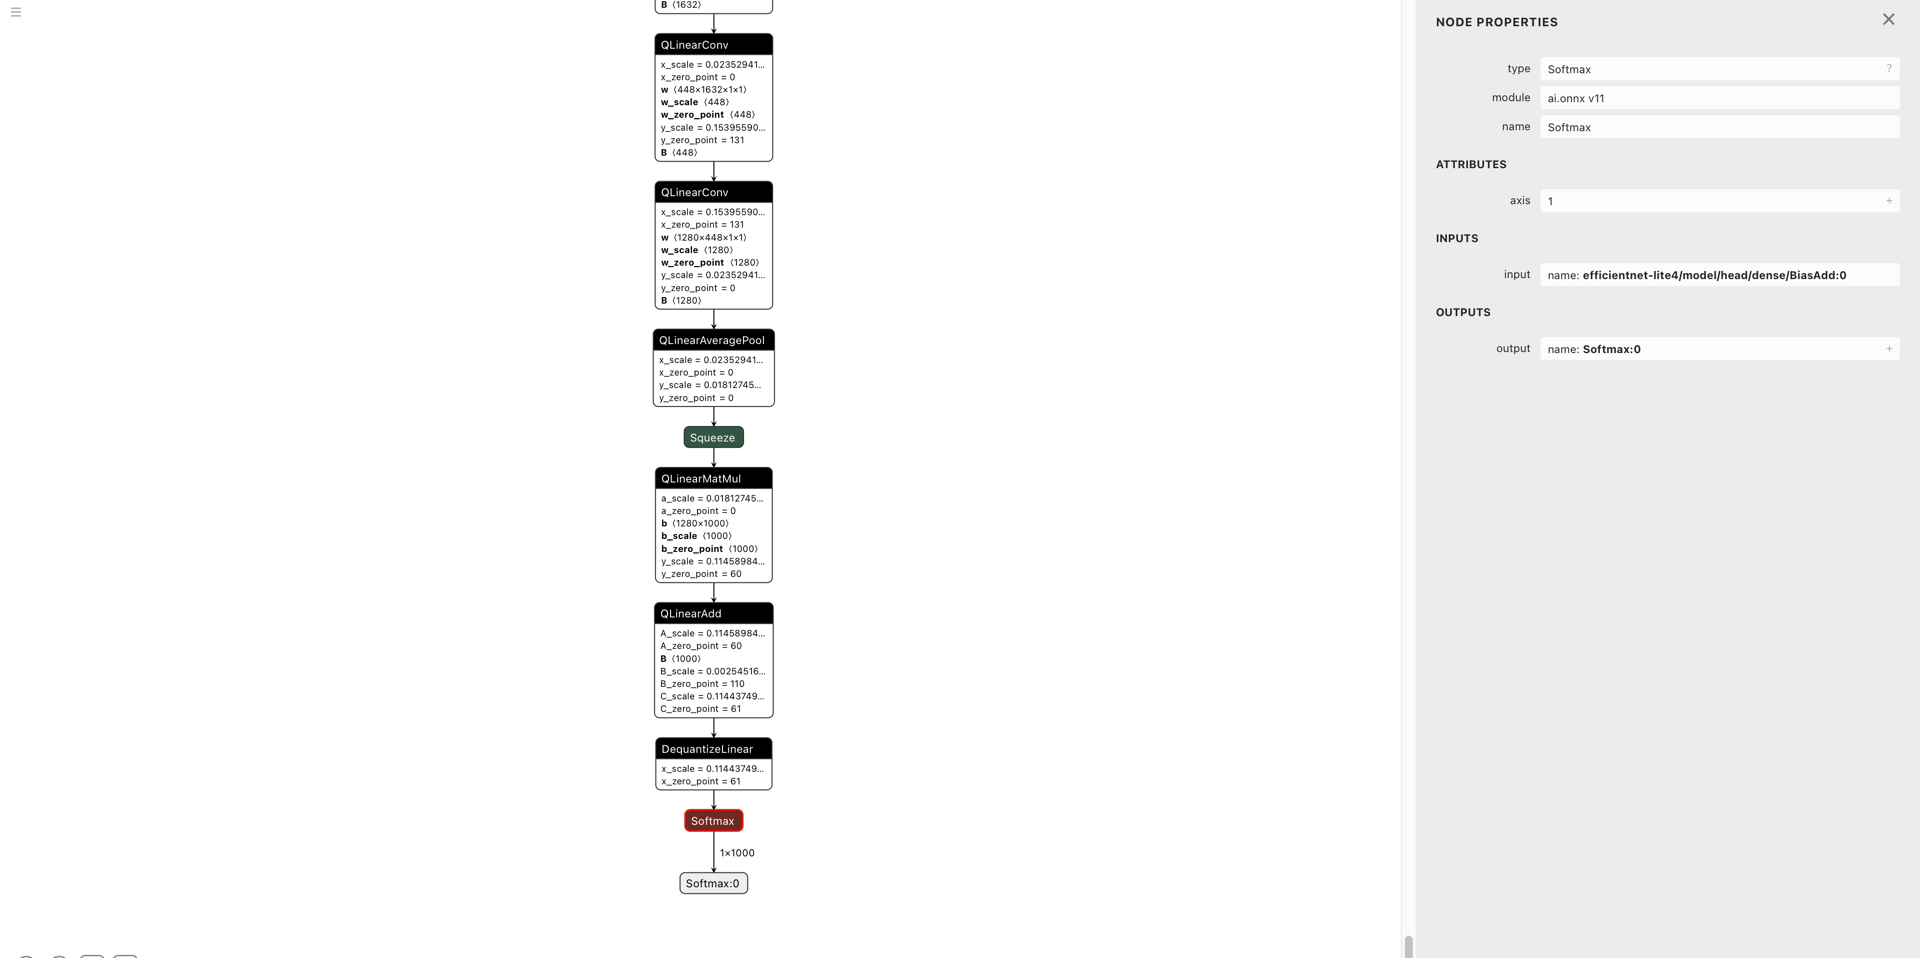 B ⟨1632⟩
QLinearConv
x_scale = 0.02352941…
x_zero_point = 0
w ⟨448×1632×1×1⟩
w_scale ⟨448⟩
w_zero_point ⟨448⟩
y_scale = 0.15395590…
y_zero_point = 131
B ⟨448⟩
QLinearConv
x_scale = 0.15395590…
x_zero_point = 131
w ⟨1280×448×1×1⟩
w_scale ⟨1280⟩
w_zero_point ⟨1280⟩
y_scale = 0.02352941…
y_zero_point = 0
B ⟨1280⟩
QLinearAveragePool
x_scale = 0.02352941…
x_zero_point = 0
y_scale = 0.01812745…
y_zero_point = 0
Squeeze
QLinearMatMul
a_scale = 0.01812745…
a_zero_point = 0
b ⟨1280×1000⟩
b_scale ⟨1000⟩
b_zero_point ⟨1000⟩
y_scale = 0.11458984…
y_zero_point = 60
QLinearAdd
A_scale = 0.11458984…
A_zero_point = 60
B ⟨1000⟩
B_scale = 0.00254516…
B_zero_point = 110
C_scale = 0.11443749…
C_zero_point = 61
DequantizeLinear
x_scale = 0.11443749…
x_zero_point = 61
Softmax
1×1000
Softmax:0
NODE PROPERTIES
type Softmax ?
module ai.onnx v11
name Softmax
ATTRIBUTES
axis 1 +
INPUTS
input name: efficientnet-lite4/model/head/dense/BiasAdd:0
OUTPUTS
output name: Softmax:0 +